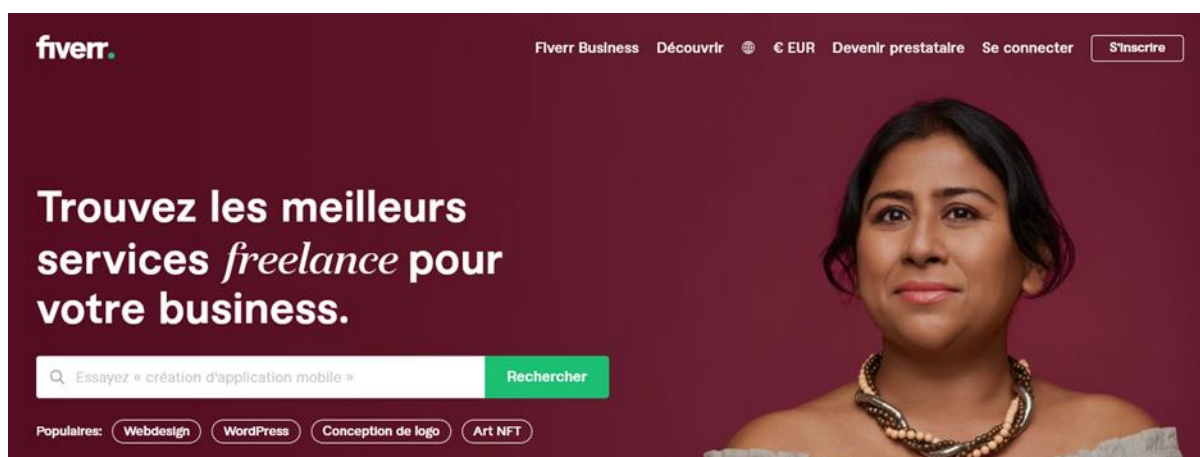 fiverr.
Fiverr Business Découvrir € EUR Devenir prestataire Se connecter S'inscrire
Trouvez les meilleurs
services freelance pour
votre business.
Essayez « création d'application mobile » Rechercher
Populaires: Webdesign WordPress Conception de logo Art NFT